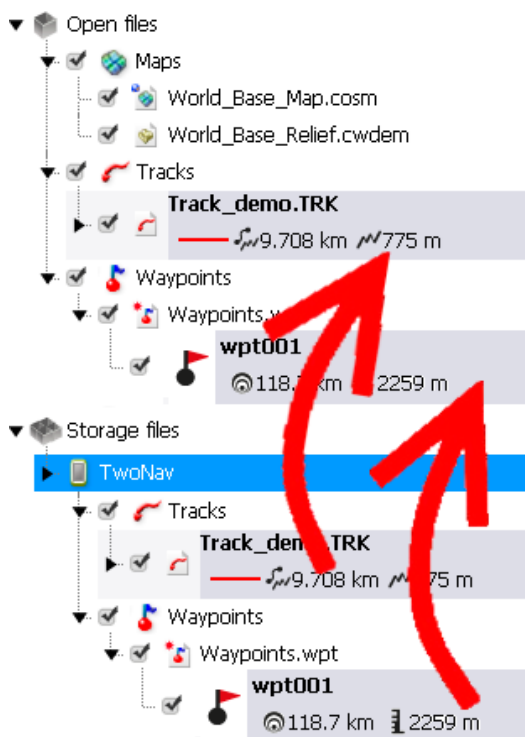 Open files
Maps
World_Base_Map.cosm
World_Base_Relief.cwdem
Tracks
Track_demo.TRK
9.708 km 775 m
Waypoints
wpt001
km 2259 m
Storage files
TwoNav
Tracks
9.708 km
Waypoints
Waypoints.wpt
wpt001
118.7 km 2259 m